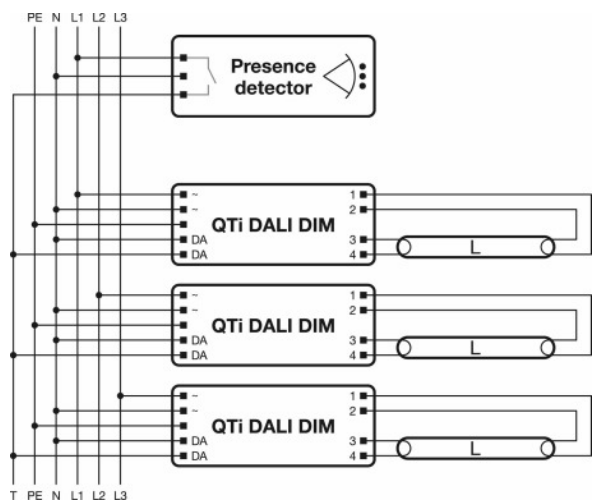 PE N L1 L2 L3
Presence
detector
~ 1
~ 2
QTi DALI DIM
DA 3
DA 4
L
~ 1
~ 2
QTi DALI DIM
DA 3
DA 4
L
~ 1
~ 2
QTi DALI DIM
DA 3
DA 4
L
T PE N L1 L2 L3